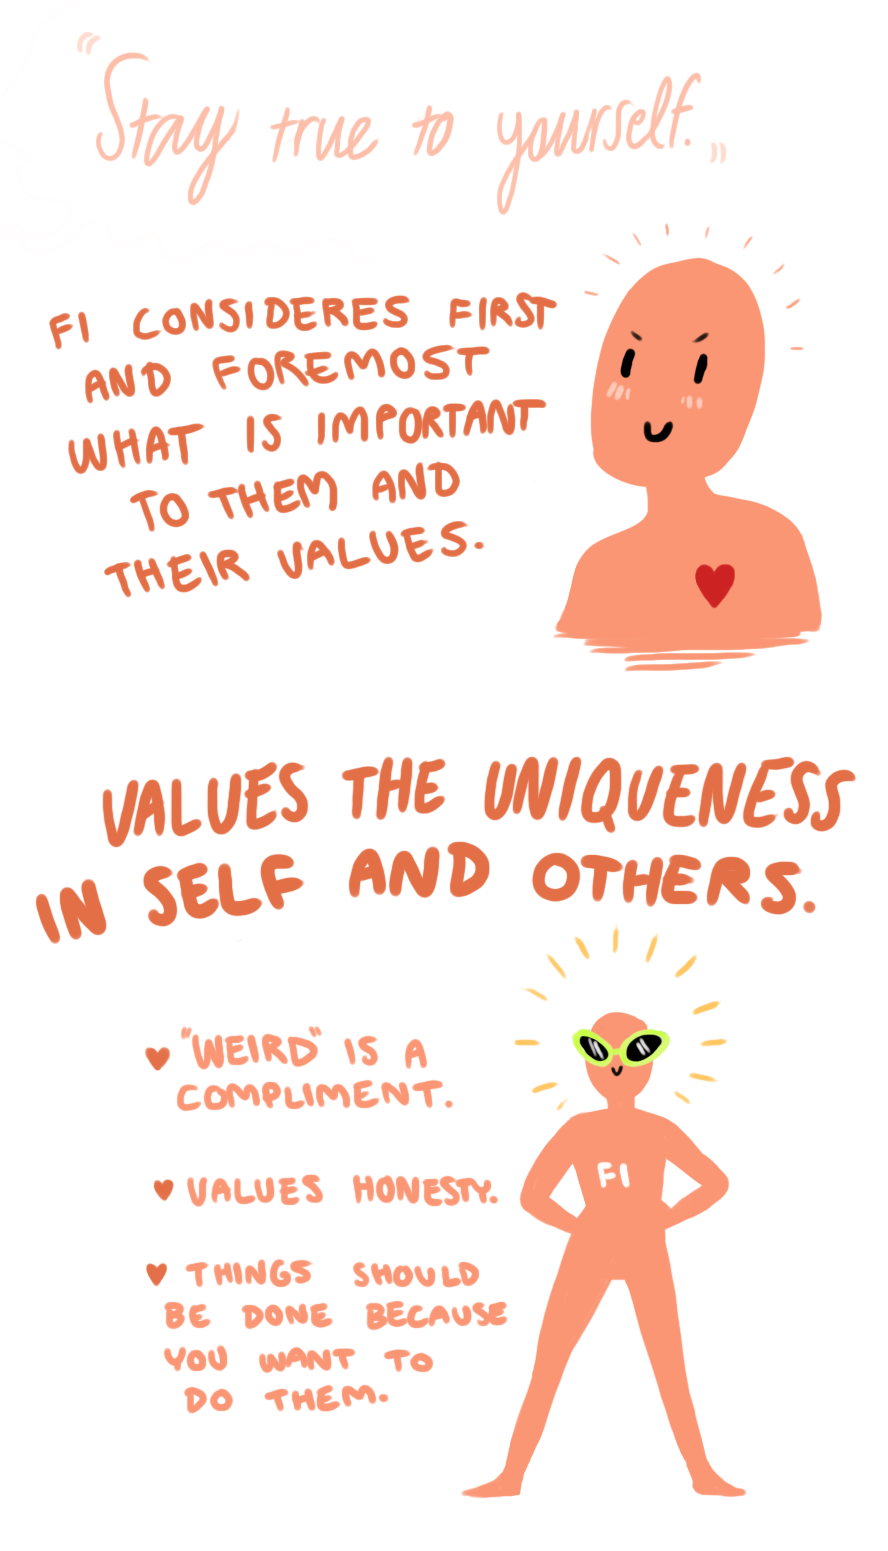 "Stay true to yourself."
FI CONSIDERES FIRST
AND FOREMOST
WHAT IS IMPORTANT
TO THEM AND
THEIR VALUES.
VALUES THE UNIQUENESS
IN SELF AND OTHERS.
"WEIRD" IS A
COMPLIMENT.
VALUES HONESTY.
THINGS SHOULD
BE DONE BECAUSE
YOU WANT TO
DO THEM.
FI